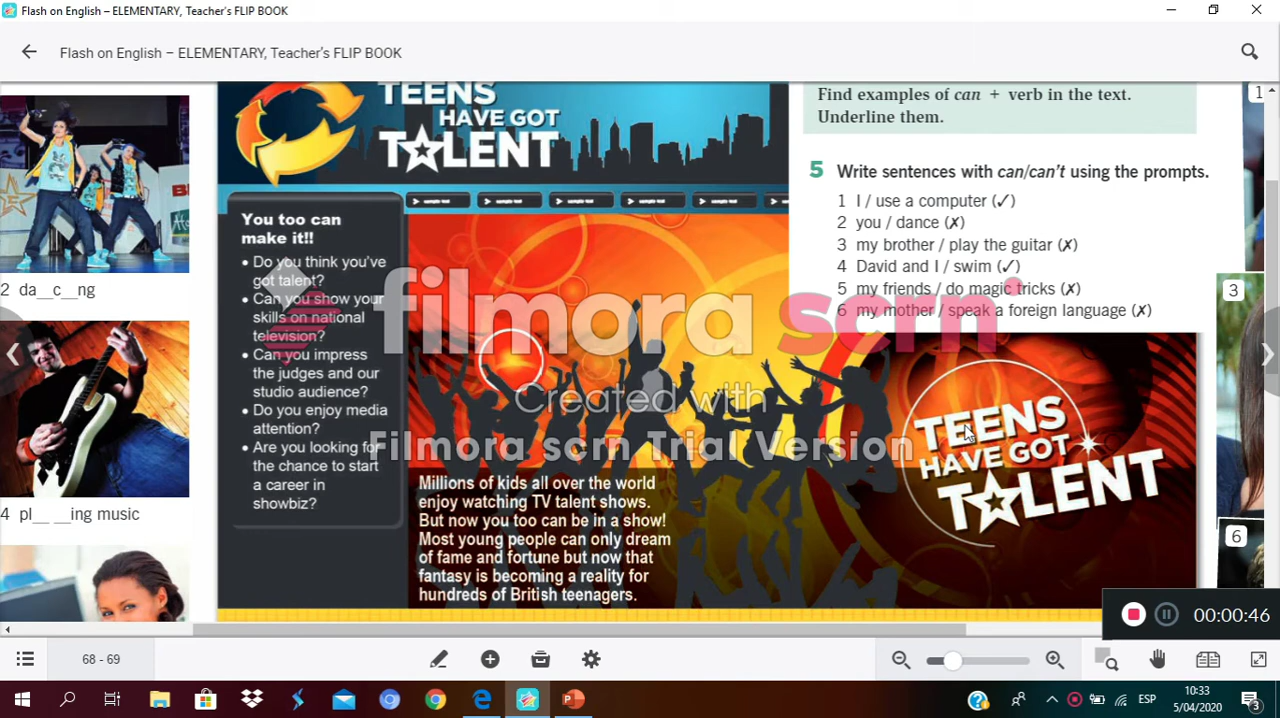 Flash on English – ELEMENTARY, Teacher's FLIP BOOK
Flash on English – ELEMENTARY, Teacher's FLIP BOOK
2 da__c__ng
4 pl__ __ing music
TEENS
HAVE GOT
TALENT
You too can
make it!!
• Do you think you've
got talent?
• Can you show your
skills on national
television?
• Can you impress
the judges and our
studio audience?
• Do you enjoy media
attention?
• Are you looking for
the chance to start
a career in
showbiz?
Millions of kids all over the world
enjoy watching TV talent shows.
But now you too can be in a show!
Most young people can only dream
of fame and fortune but now that
fantasy is becoming a reality for
hundreds of British teenagers.
Find examples of can + verb in the text.
Underline them.
5 Write sentences with can/can't using the prompts.
1 I / use a computer (✓)
2 you / dance (✗)
3 my brother / play the guitar (✗)
4 David and I / swim (✓)
5 my friends / do magic tricks (✗)
6 my mother / speak a foreign language (✗)
TEENS
HAVE GOT
TALENT
1
3
6
filmora scrn
Created with
Filmora scrn Trial Version
00:00:46
68 - 69
ESP
10:33
5/04/2020
3